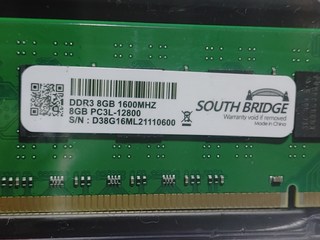 DDR3 8GB 1600MHZ
8GB PC3L-12800
S/N : D38G16ML21110600
SOUTH BRIDGE
Warranty void if removed
Made in China